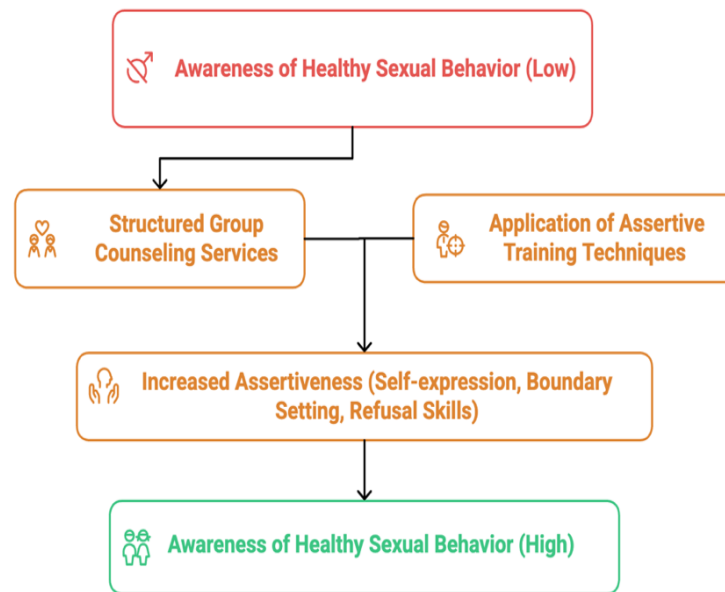 Awareness of Healthy Sexual Behavior (Low)
Structured Group
Counseling Services
Application of Assertive
Training Techniques
Increased Assertiveness (Self-expression, Boundary
Setting, Refusal Skills)
Awareness of Healthy Sexual Behavior (High)